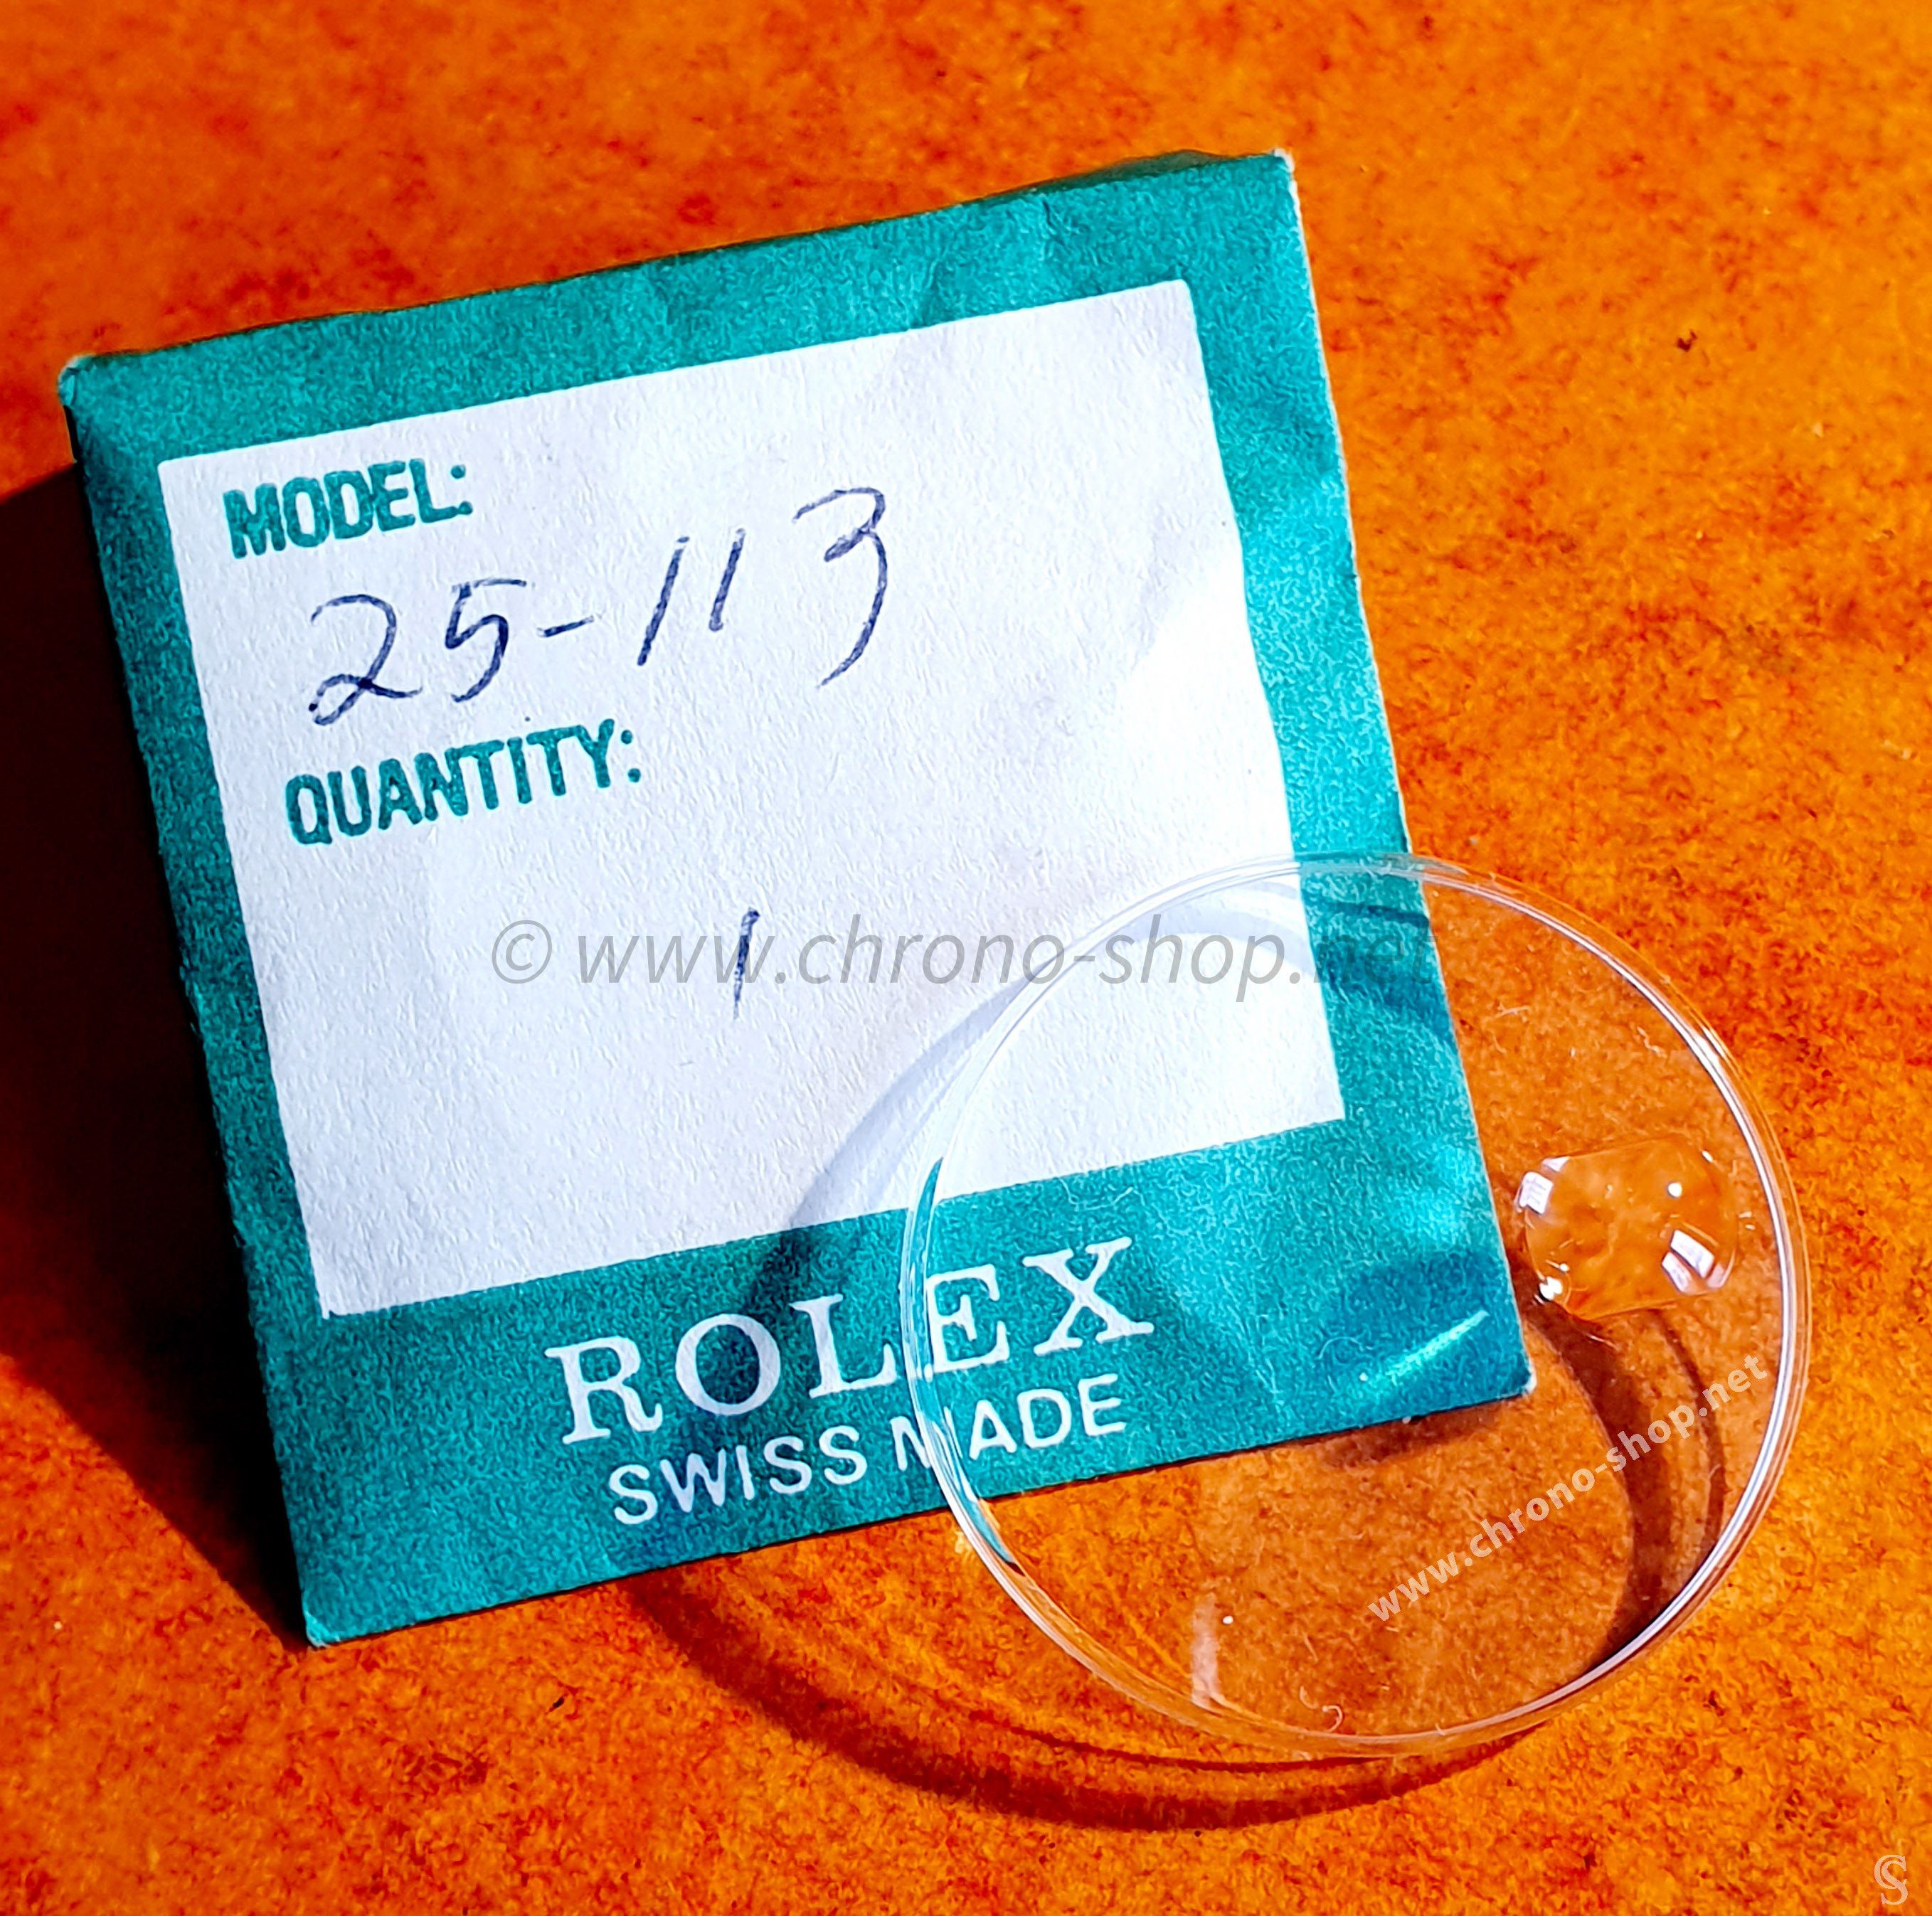 MODEL:
25-113
QUANTITY:
1
© www.chrono-shop.net
ROLEX
SWISS MADE
www.chrono-shop.net